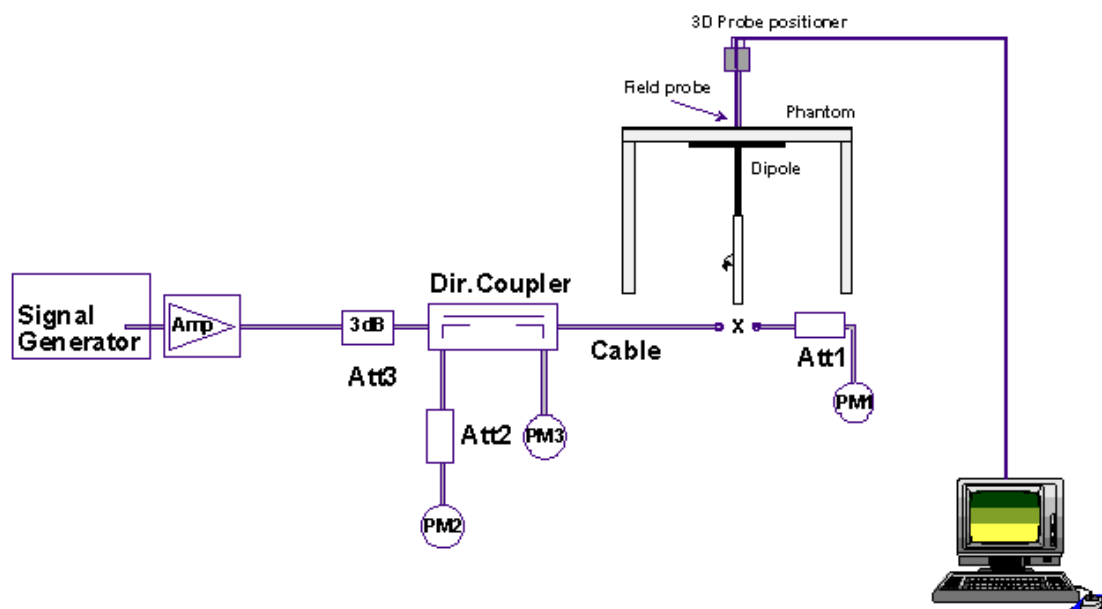 3D Probe positioner
Field probe
Phantom
Dipole
Signal
Generator
Amp
3dB
Att3
Dir.Coupler
Cable
X
Att1
PM1
Att2
PM3
PM2